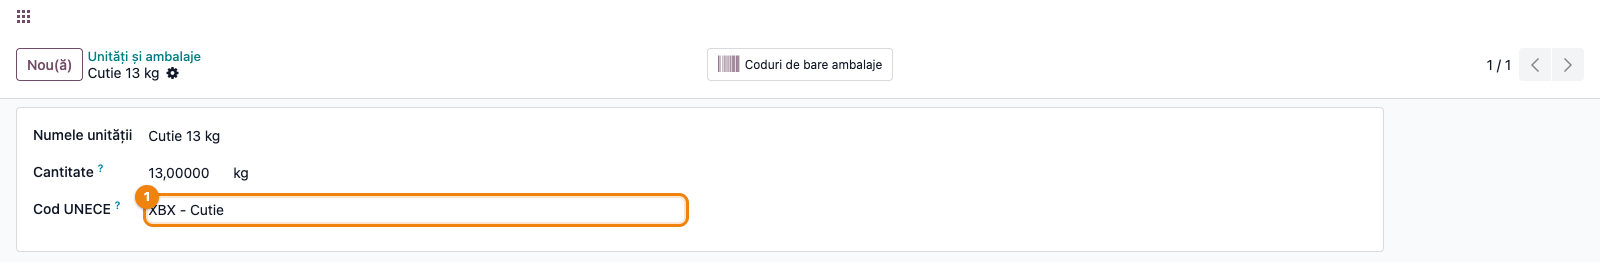 Nou(ă)
Unități și ambalaje
Cutie 13 kg
Coduri de bare ambalaje
1 / 1
Numele unității Cutie 13 kg
Cantitate ? 13,00000 kg
1
Cod UNECE ? XBX - Cutie